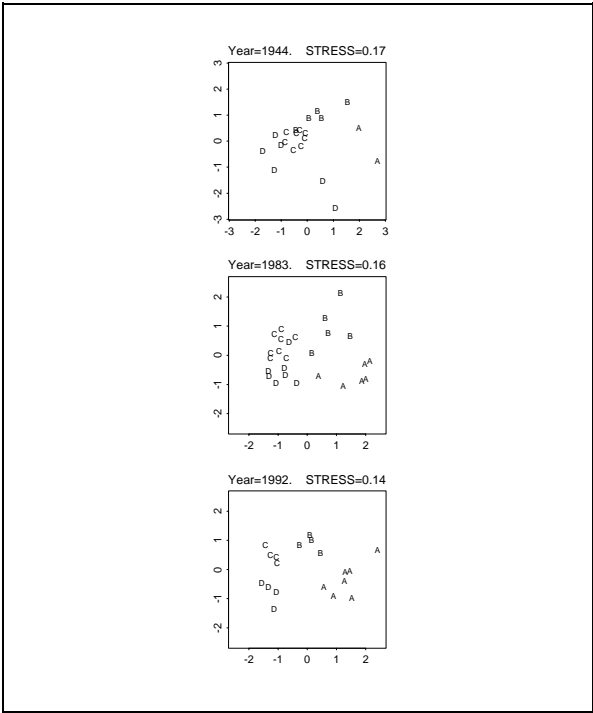 Year=1944. STRESS=0.17
3
2
1
0
-1
-2
-3
B
B
B
B
A
A
D
C
B
C
C
C
C
C
D
D
C
C
D
D
D
-3 -2 -1 0 1 2 3
Year=1983. STRESS=0.16
2
1
0
-1
-2
B
B
B
B
C
C
C
C
D
C
C
C
C
B
A
A
D
D
D
D
D
D
A
A
A
A
-2 -1 0 1 2
Year=1992. STRESS=0.14
2
1
0
-1
-2
B
B
B
B
C
C
C
C
A
A
A
A
D
D
D
D
A
A
A
-2 -1 0 1 2